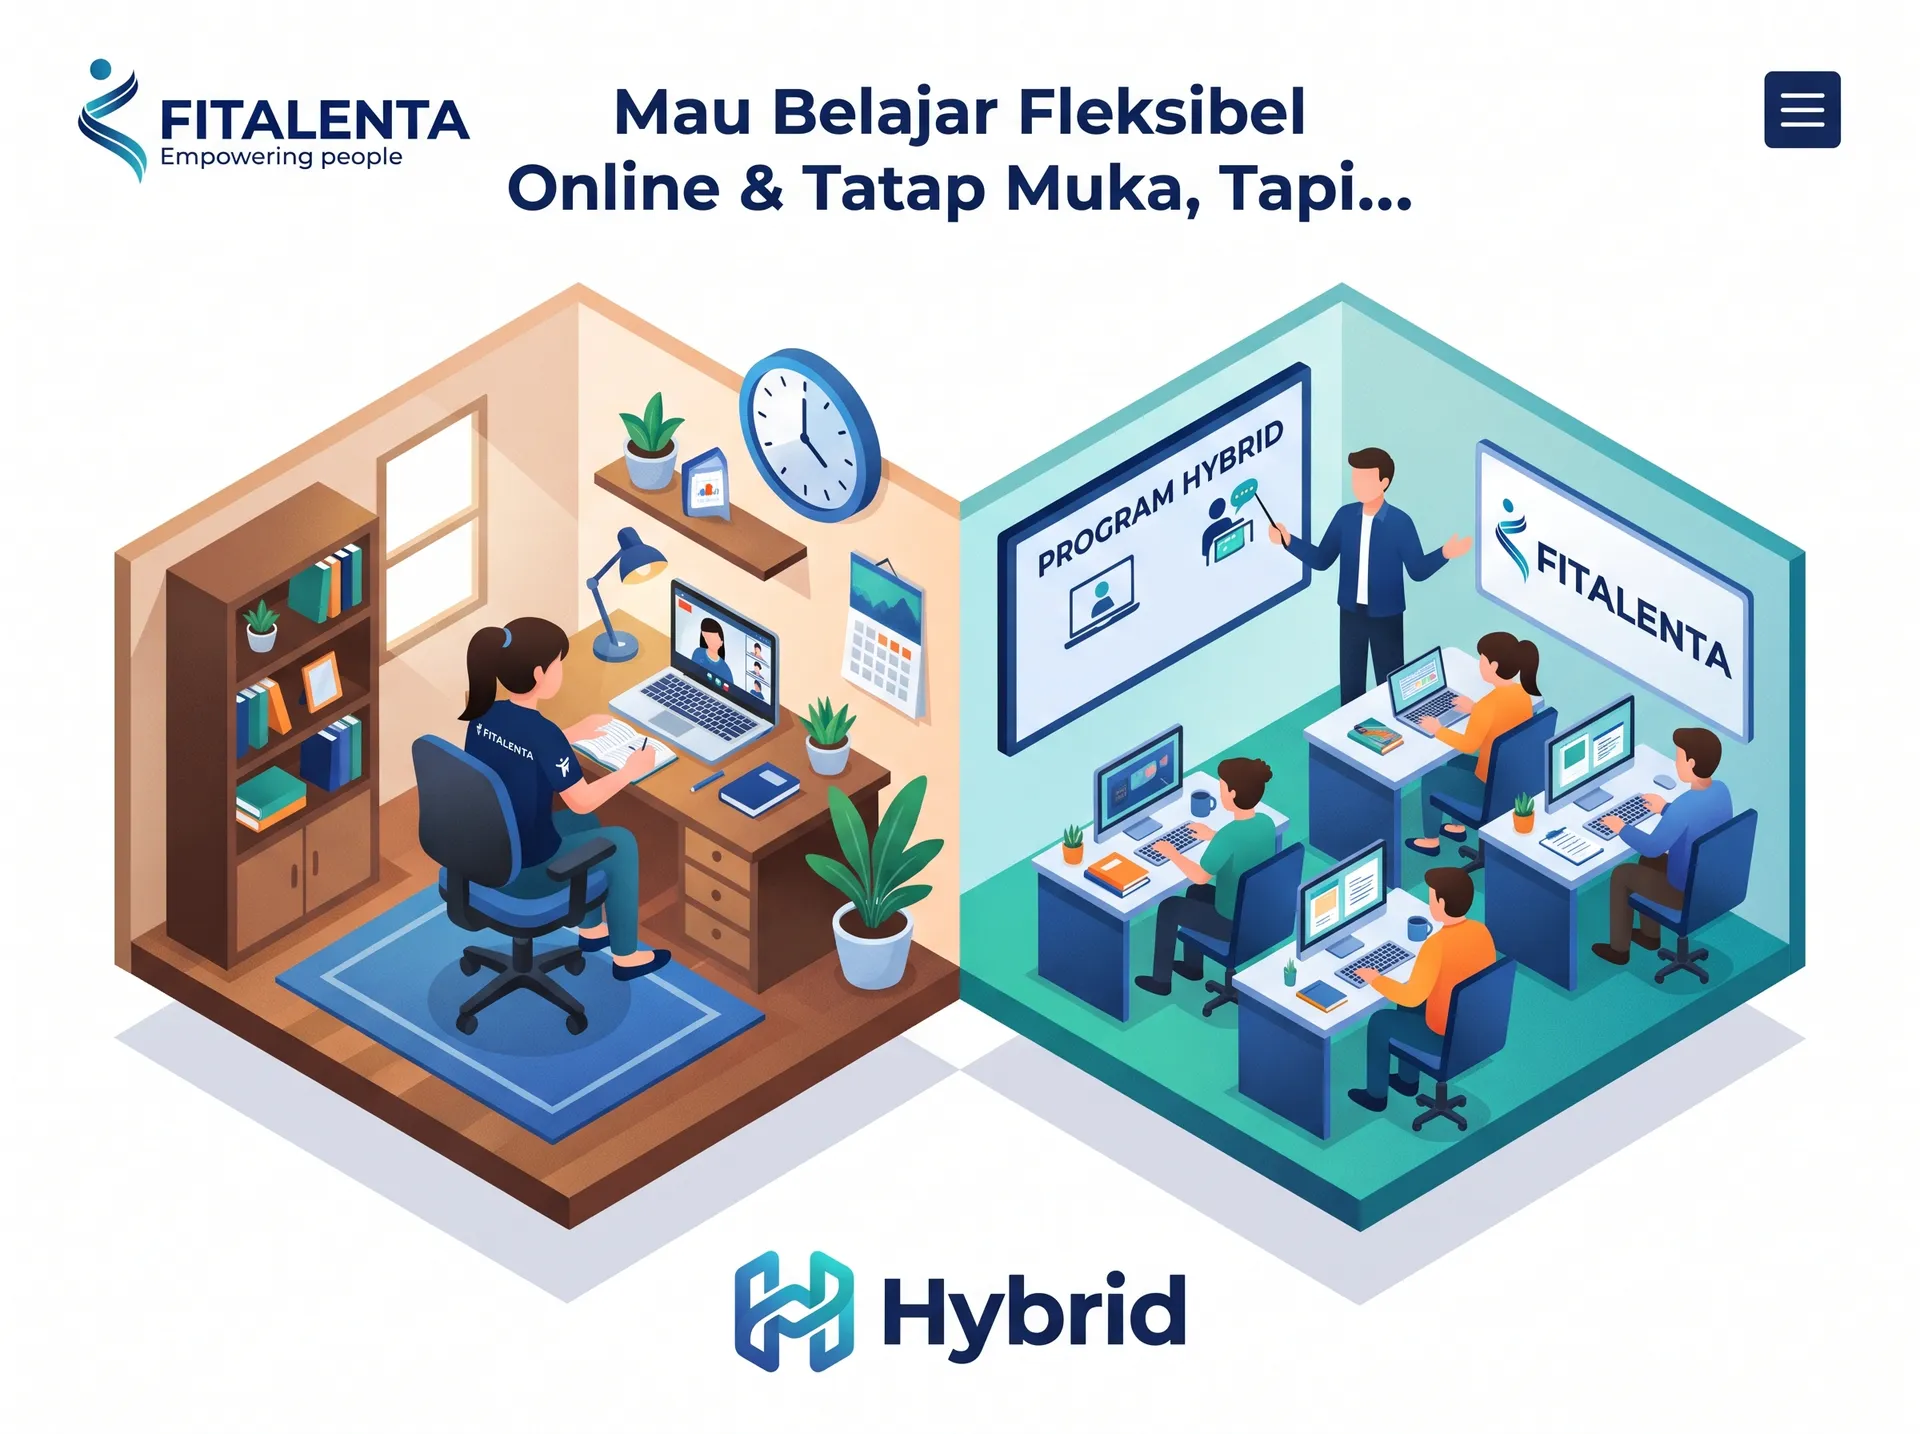 FITALENTA
Empowering people
Mau Belajar Fleksibel
Online & Tatap Muka, Tapi...
PROGRAM HYBRID
FITALENTA
FITALENTA
Hybrid